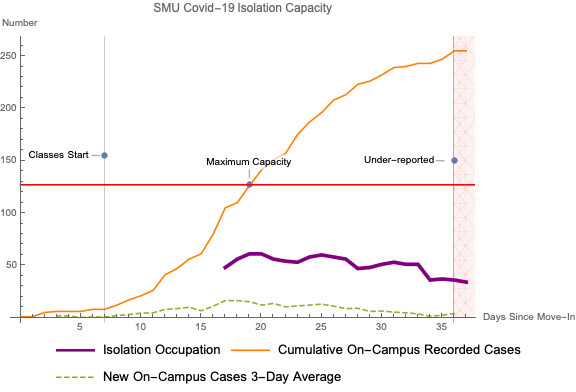 SMU Covid-19 Isolation Capacity
Number
250
200
150
100
50
Classes Start
Maximum Capacity
Under-reported
5 10 15 20 25 30 35
Days Since Move-In
Isolation Occupation
Cumulative On-Campus Recorded Cases
New On-Campus Cases 3-Day Average